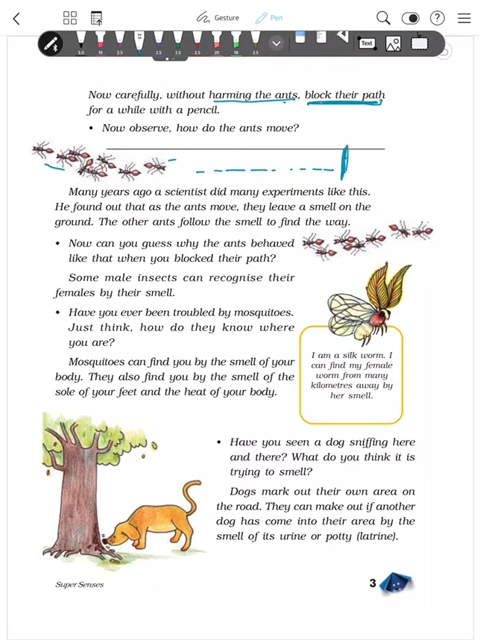 Gesture Pen
Text
Now carefully, without harming the ants, block their path
for a while with a pencil.
• Now observe, how do the ants move?
Many years ago a scientist did many experiments like this.
He found out that as the ants move, they leave a smell on the
ground. The other ants follow the smell to find the way.
• Now can you guess why the ants behaved
like that when you blocked their path?
Some male insects can recognise their
females by their smell.
• Have you ever been troubled by mosquitoes.
Just think, how do they know where
you are?
Mosquitoes can find you by the smell of your
body. They also find you by the smell of the
sole of your feet and the heat of your body.
I am a silk worm. I
can find my female
worm from many
kilometres away by
her smell.
• Have you seen a dog sniffing here
and there? What do you think it is
trying to smell?
Dogs mark out their own area on
the road. They can make out if another
dog has come into their area by the
smell of its urine or potty (latrine).
Super Senses
3